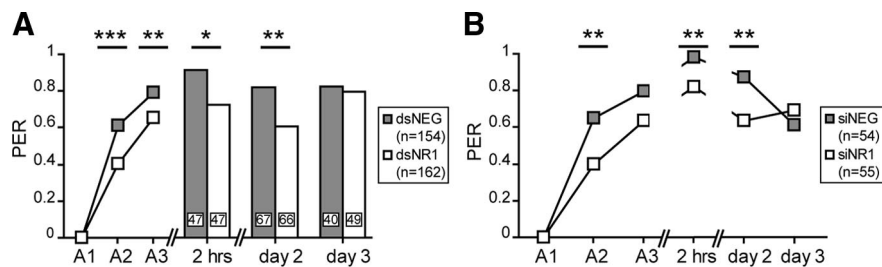 A
*** ** * **
PER
1
0.8
0.6
0.4
0.2
0
47 47 67 66 40 49
A1 A2 A3 2 hrs day 2 day 3
dsNEG
(n=154)
dsNR1
(n=162)
B
** ** **
PER
1
0.8
0.6
0.4
0.2
0
A1 A2 A3 2 hrs day 2 day 3
siNEG
(n=54)
siNR1
(n=55)